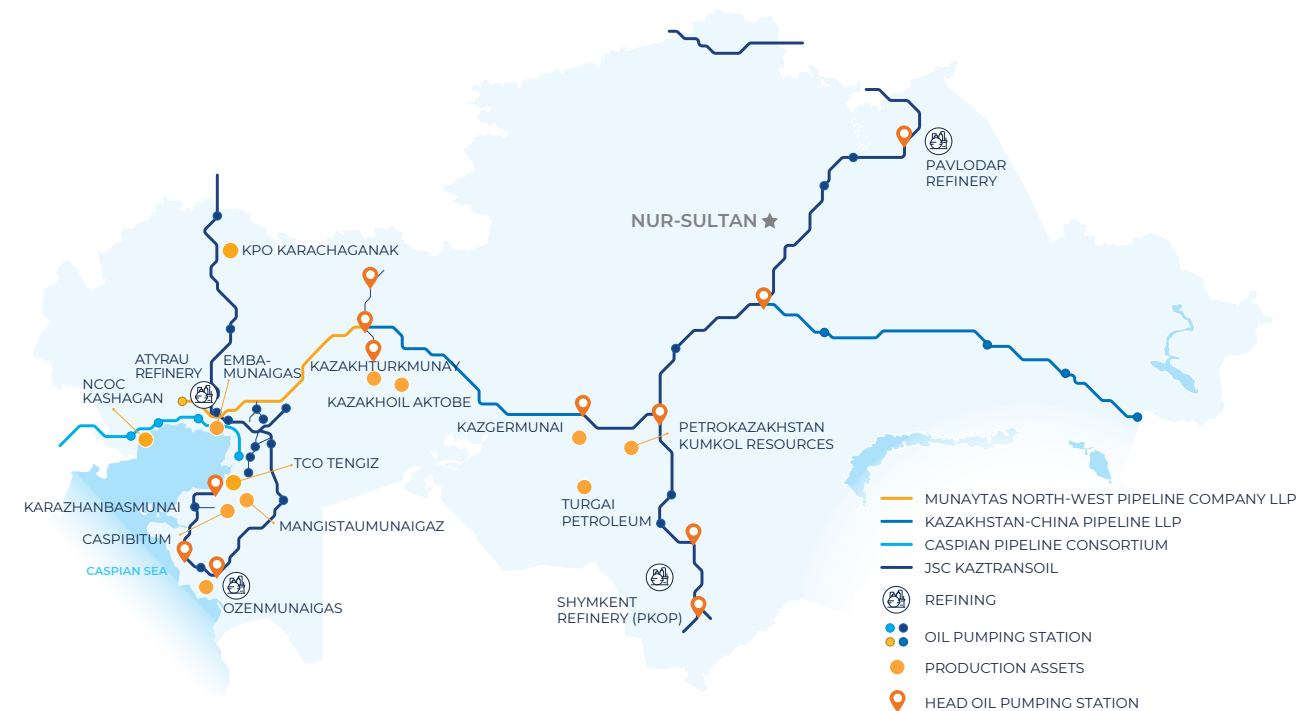 PAVLODAR
REFINERY
NUR-SULTAN
KPO KARACHAGANAK
ATYRAU
REFINERY
EMBA-
MUNAIGAS
KAZAKHTURKMUNAY
NCOC
KASHAGAN
KAZAKHOIL AKTOBE
KAZGERMUNAI
PETROKAZAKHSTAN
KUMKOL RESOURCES
TCO TENGIZ
KARAZHANBASMUNAI
TURGAI
PETROLEUM
MANGISTAUMUNAIGAZ
CASPIBITUM
CASPIAN SEA
OZENMUNAIGAS
SHYMKENT
REFINERY (PKOP)
MUNAYTAS NORTH-WEST PIPELINE COMPANY LLP
KAZAKHSTAN-CHINA PIPELINE LLP
CASPIAN PIPELINE CONSORTIUM
JSC KAZTRANSOIL
REFINING
OIL PUMPING STATION
PRODUCTION ASSETS
HEAD OIL PUMPING STATION